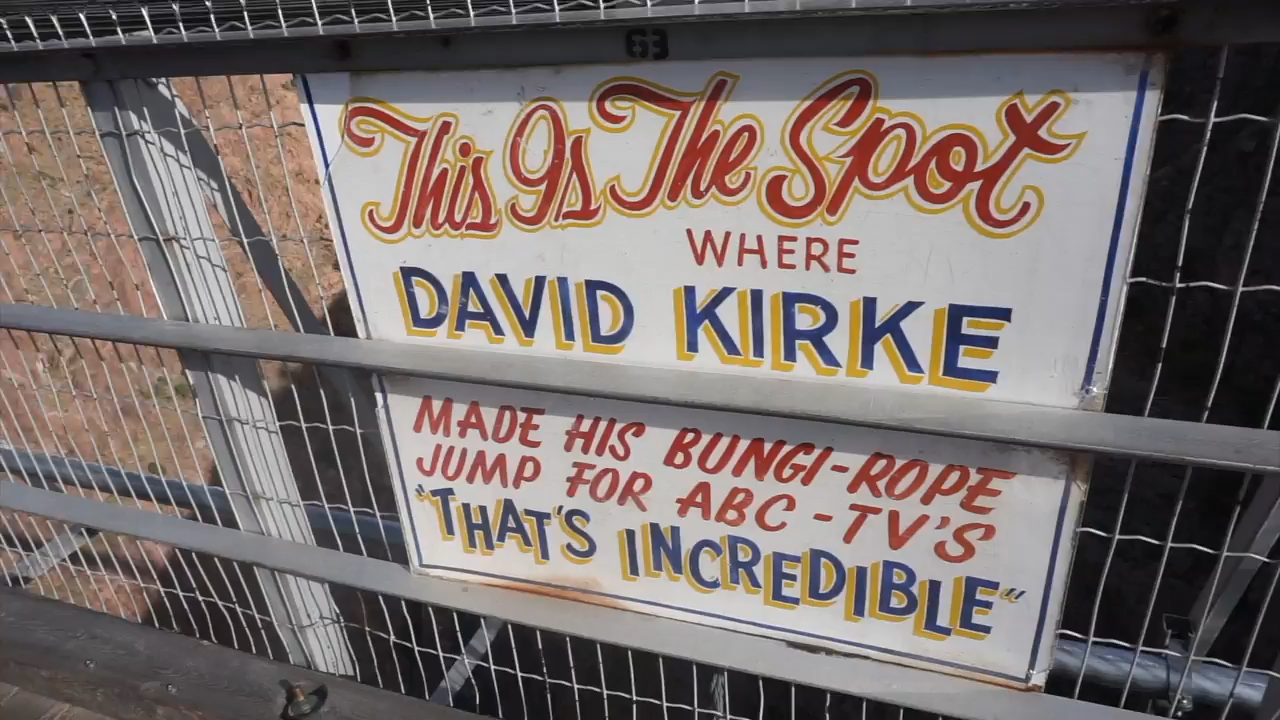 63
This Is The Spot
WHERE
DAVID KIRKE
MADE HIS BUNGI-ROPE
JUMP FOR ABC-TV'S
"THAT'S INCREDIBLE"